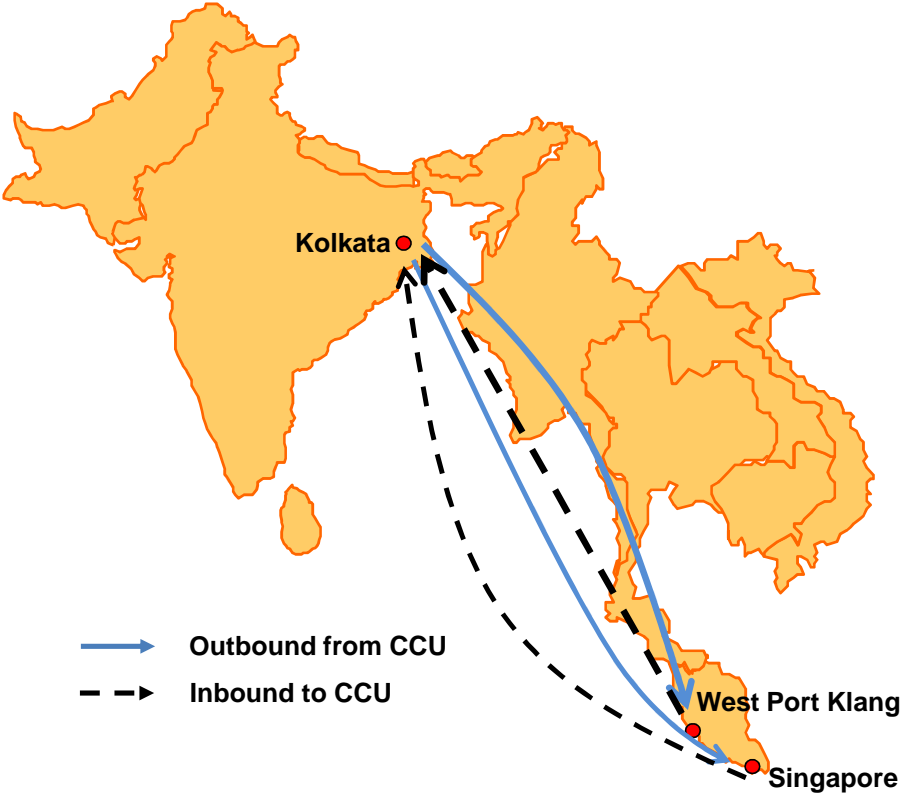 Kolkata
Outbound from CCU
Inbound to CCU
West Port Klang
Singapore